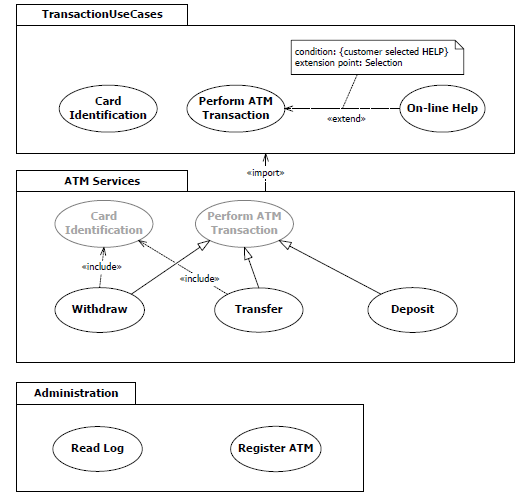 TransactionUseCases
condition: {customer selected HELP}
extension point: Selection
Card
Identification
Perform ATM
Transaction
On-line Help
«extend»
«import»
ATM Services
Card
Identification
Perform ATM
Transaction
«include»
«include»
Withdraw
Transfer
Deposit
Administration
Read Log
Register ATM